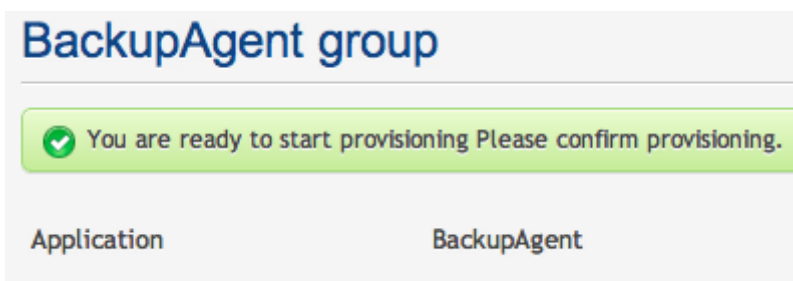 BackupAgent group
You are ready to start provisioning Please confirm provisioning.
Application BackupAgent